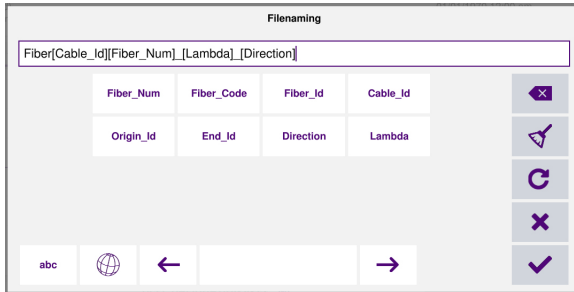 Filenaming
Fiber[Cable_Id][Fiber_Num]_[Lambda]_[Direction]
Fiber_Num Fiber_Code Fiber_Id Cable_Id
Origin_Id End_Id Direction Lambda
abc